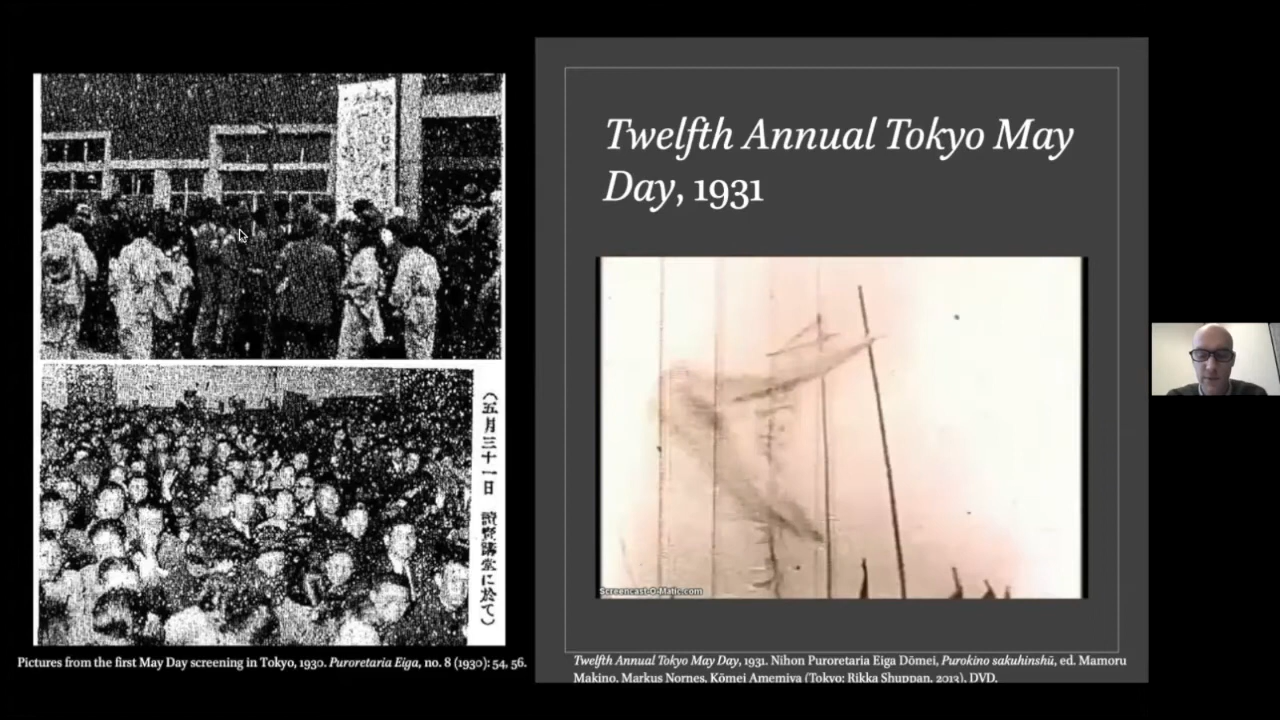 (五月三十一日 讀賣講堂に於て)
Pictures from the first May Day screening in Tokyo, 1930. Puroretaria Eiga, no. 8 (1930): 54, 56.
Twelfth Annual Tokyo May
Day, 1931
Screencast-O-Matic.com
Twelfth Annual Tokyo May Day, 1931. Nihon Puroretaria Eiga Dōmei, Purokino sakuhinshū, ed. Mamoru
Makino, Markus Nornes, Kōmei Amemiya (Tokyo: Rikka Shuppan, 2013), DVD.